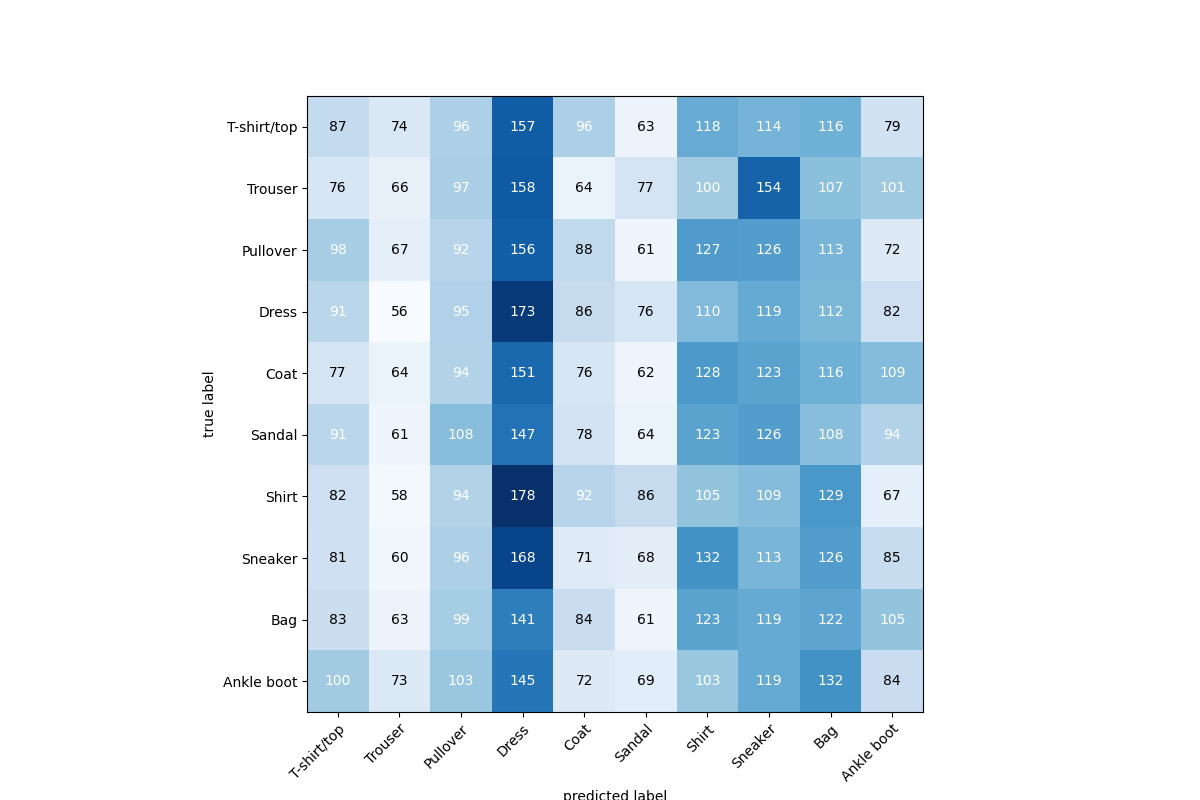 T-shirt/top 87 74 96 157 96 63 118 114 116 79
Trouser 76 66 97 158 64 77 100 154 107 101
Pullover 98 67 92 156 88 61 127 126 113 72
Dress 91 56 95 173 86 76 110 119 112 82
Coat 77 64 94 151 76 62 128 123 116 109
Sandal 91 61 108 147 78 64 123 126 108 94
Shirt 82 58 94 178 92 86 105 109 129 67
Sneaker 81 60 96 168 71 68 132 113 126 85
Bag 83 63 99 141 84 61 123 119 122 105
Ankle boot 100 73 103 145 72 69 103 119 132 84
true label
T-shirt/top Trouser Pullover Dress Coat Sandal Shirt Sneaker Bag Ankle boot
predicted label